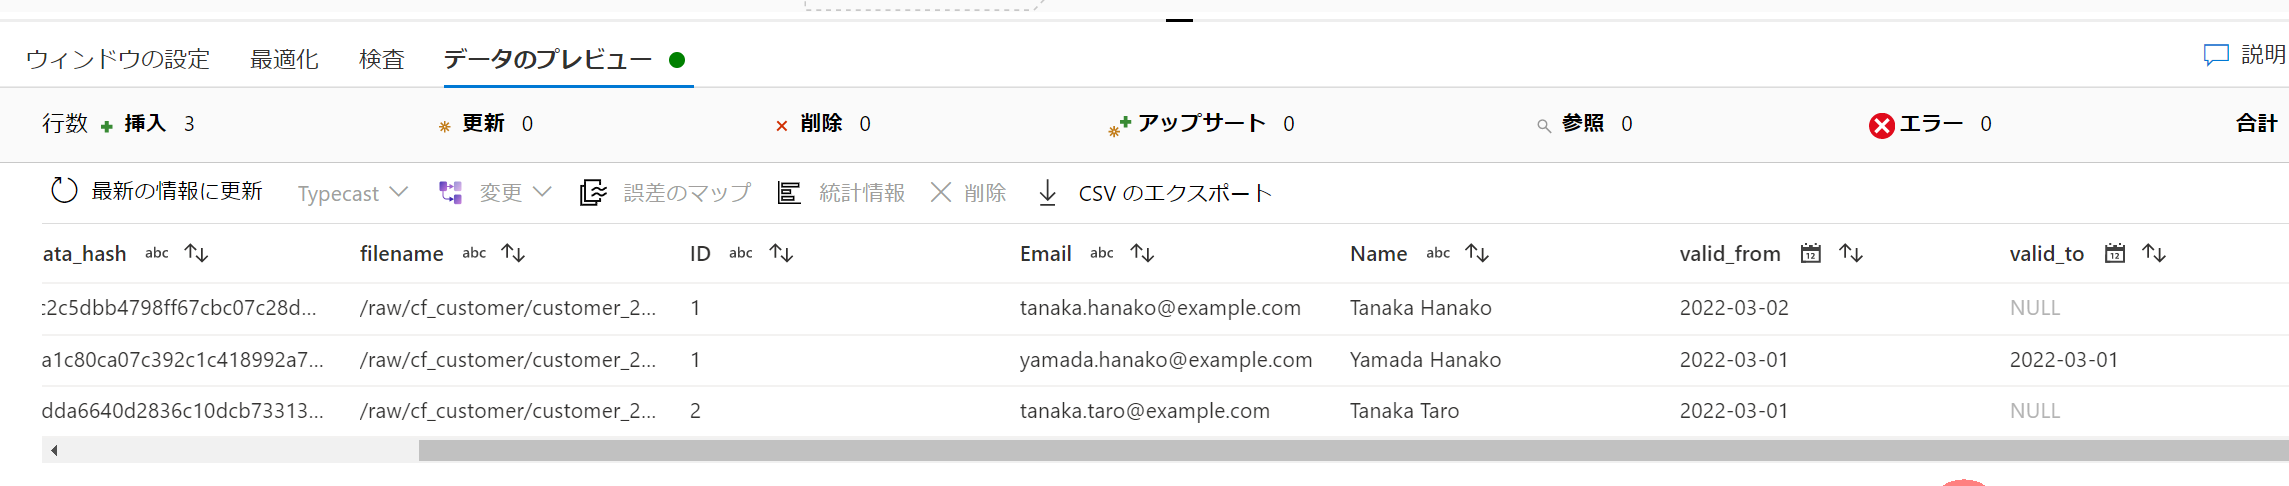 ウィンドウの設定 最適化 検査 データのプレビュー 説明
行数 挿入 3 更新 0 削除 0 アップサート 0 参照 0 エラー 0 合計
最新の情報に更新 Typecast 変更 誤差のマップ 統計情報 削除 CSV のエクスポート
ata_hash abc filename abc ID abc Email abc Name abc valid_from 12 valid_to 12
c2c5dbb4798ff67cbc07c28d... /raw/cf_customer/customer_2... 1 tanaka.hanako@example.com Tanaka Hanako 2022-03-02 NULL
a1c80ca07c392c1c418992a7... /raw/cf_customer/customer_2... 1 yamada.hanako@example.com Yamada Hanako 2022-03-01 2022-03-01
dda6640d2836c10dcb73313... /raw/cf_customer/customer_2... 2 tanaka.taro@example.com Tanaka Taro 2022-03-01 NULL